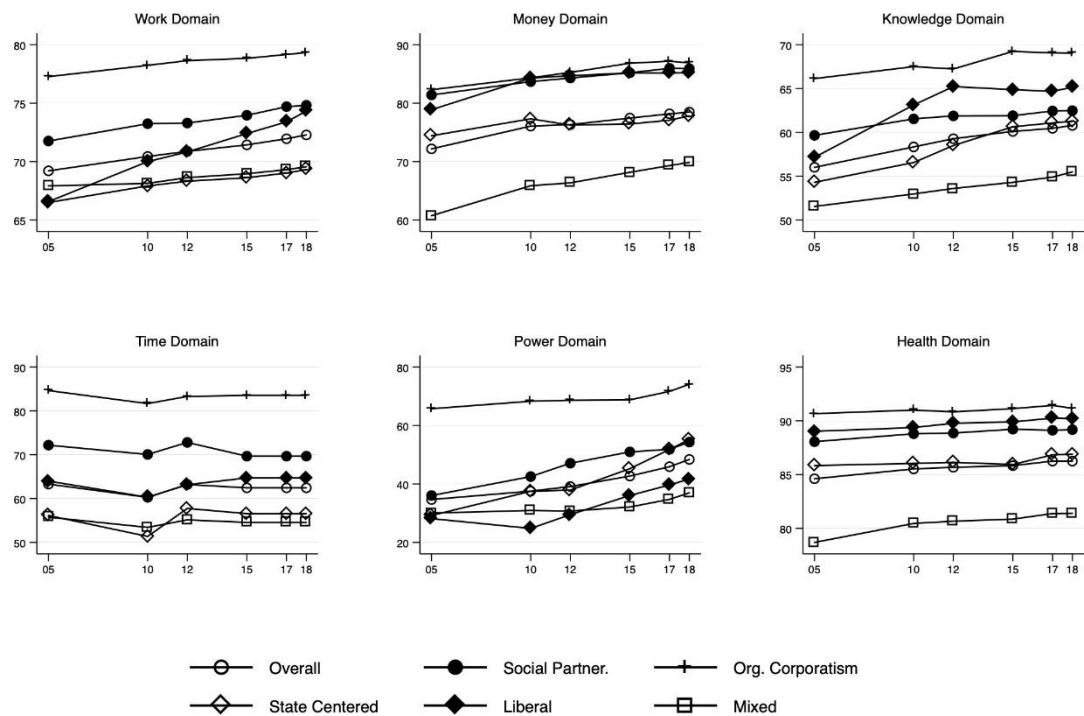 Work Domain
80
75
70
65
05 10 12 15 17 18
Money Domain
90
80
70
60
05 10 12 15 17 18
Knowledge Domain
70
65
60
55
50
05 10 12 15 17 18
Time Domain
90
80
70
60
50
05 10 12 15 17 18
Power Domain
80
60
40
20
05 10 12 15 17 18
Health Domain
95
90
85
80
05 10 12 15 17 18
Overall Social Partner. Org. Corporatism
State Centered Liberal Mixed